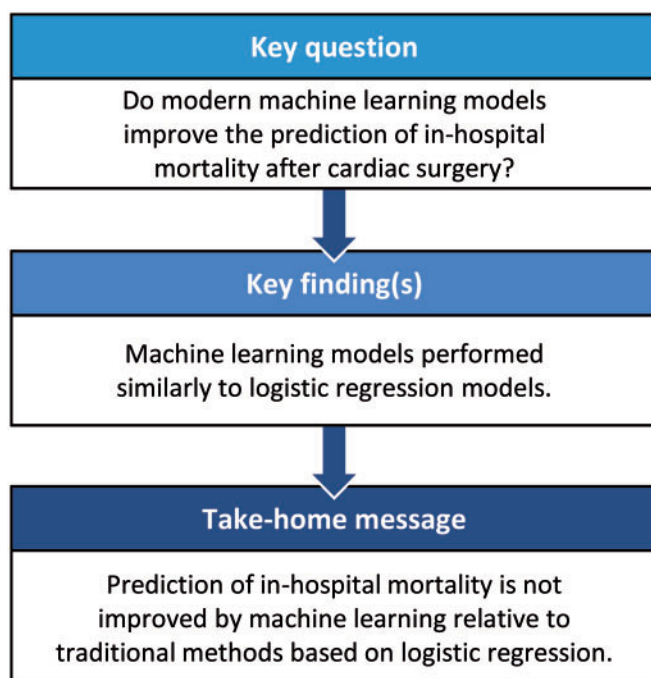 Key question
Do modern machine learning models
improve the prediction of in-hospital
mortality after cardiac surgery?
Key finding(s)
Machine learning models performed
similarly to logistic regression models.
Take-home message
Prediction of in-hospital mortality is not
improved by machine learning relative to
traditional methods based on logistic regression.